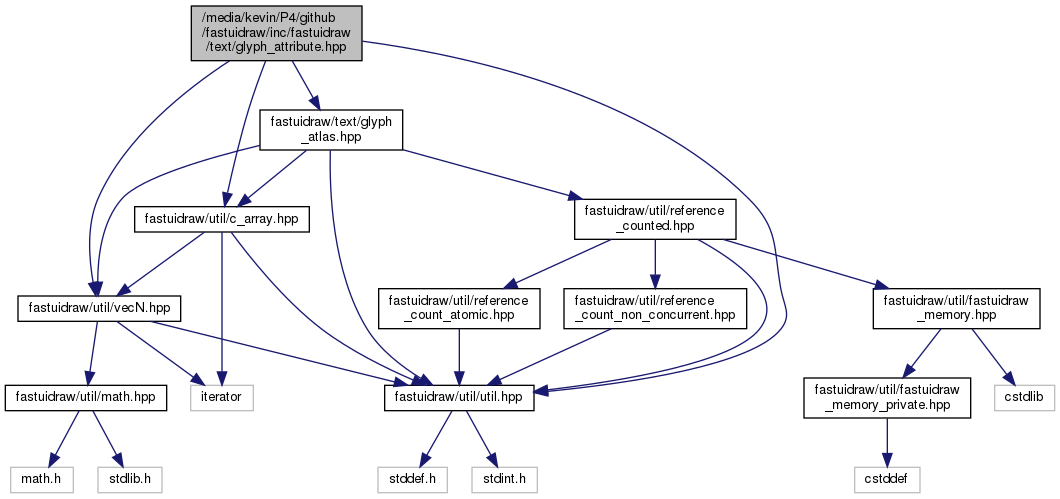 /media/kevin/P4/github
/fastuidraw/inc/fastuidraw
/text/glyph_attribute.hpp
fastuidraw/text/glyph
_atlas.hpp
fastuidraw/util/c_array.hpp
fastuidraw/util/reference
_counted.hpp
fastuidraw/util/vecN.hpp
fastuidraw/util/reference
_count_atomic.hpp
fastuidraw/util/reference
_count_non_concurrent.hpp
fastuidraw/util/fastuidraw
_memory.hpp
fastuidraw/util/math.hpp
iterator
fastuidraw/util/util.hpp
fastuidraw/util/fastuidraw
_memory_private.hpp
cstdlib
math.h
stdlib.h
stddef.h
stdint.h
cstddef